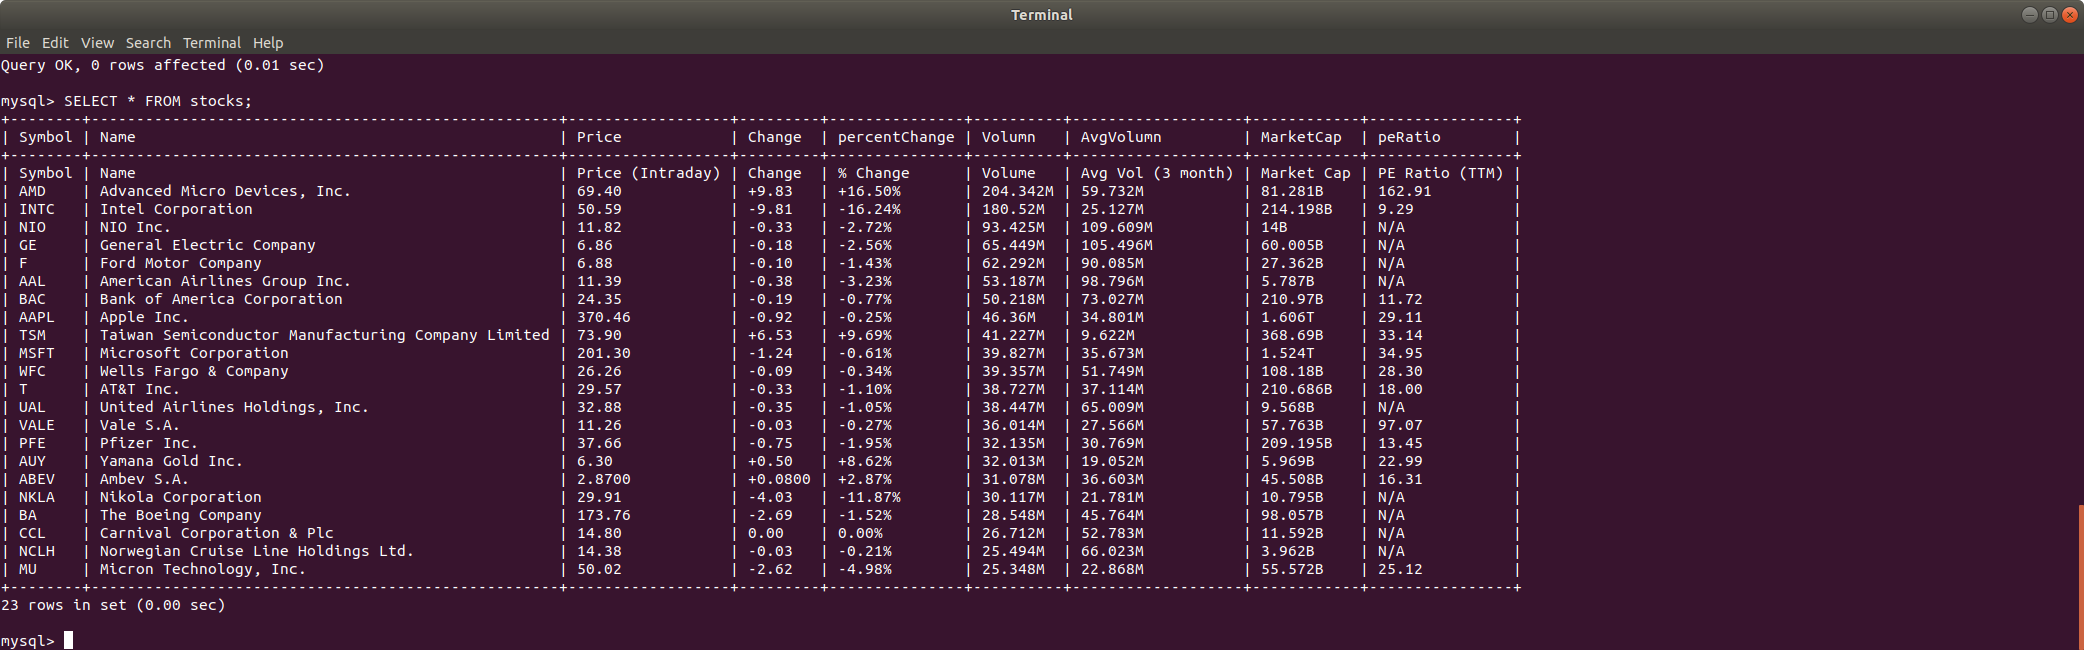 Terminal
File Edit View Search Terminal Help
Query OK, 0 rows affected (0.01 sec)
mysql> SELECT * FROM stocks;
+--------+----------------------------------------------------+------------------+---------+---------------+----------+-------------------+------------+----------------+
| Symbol | Name | Price | Change | percentChange | Volumn | AvgVolumn | MarketCap | peRatio |
+--------+----------------------------------------------------+------------------+---------+---------------+----------+-------------------+------------+----------------+
| Symbol | Name | Price (Intraday) | Change | % Change | Volume | Avg Vol (3 month) | Market Cap | PE Ratio (TTM) |
| AMD | Advanced Micro Devices, Inc. | 69.40 | +9.83 | +16.50% | 204.342M | 59.732M | 81.281B | 162.91 |
| INTC | Intel Corporation | 50.59 | -9.81 | -16.24% | 180.52M | 25.127M | 214.198B | 9.29 |
| NIO | NIO Inc. | 11.82 | -0.33 | -2.72% | 93.425M | 109.609M | 14B | N/A |
| GE | General Electric Company | 6.86 | -0.18 | -2.56% | 65.449M | 105.496M | 60.005B | N/A |
| F | Ford Motor Company | 6.88 | -0.10 | -1.43% | 62.292M | 90.085M | 27.362B | N/A |
| AAL | American Airlines Group Inc. | 11.39 | -0.38 | -3.23% | 53.187M | 98.796M | 5.787B | N/A |
| BAC | Bank of America Corporation | 24.35 | -0.19 | -0.77% | 50.218M | 73.027M | 210.97B | 11.72 |
| AAPL | Apple Inc. | 370.46 | -0.92 | -0.25% | 46.36M | 34.801M | 1.606T | 29.11 |
| TSM | Taiwan Semiconductor Manufacturing Company Limited | 73.90 | +6.53 | +9.69% | 41.227M | 9.622M | 368.69B | 33.14 |
| MSFT | Microsoft Corporation | 201.30 | -1.24 | -0.61% | 39.827M | 35.673M | 1.524T | 34.95 |
| WFC | Wells Fargo & Company | 26.26 | -0.09 | -0.34% | 39.357M | 51.749M | 108.18B | 28.30 |
| T | AT&T Inc. | 29.57 | -0.33 | -1.10% | 38.727M | 37.114M | 210.686B | 18.00 |
| UAL | United Airlines Holdings, Inc. | 32.88 | -0.35 | -1.05% | 38.447M | 65.009M | 9.568B | N/A |
| VALE | Vale S.A. | 11.26 | -0.03 | -0.27% | 36.014M | 27.566M | 57.763B | 97.07 |
| PFE | Pfizer Inc. | 37.66 | -0.75 | -1.95% | 32.135M | 30.769M | 209.195B | 13.45 |
| AUY | Yamana Gold Inc. | 6.30 | +0.50 | +8.62% | 32.013M | 19.052M | 5.969B | 22.99 |
| ABEV | Ambev S.A. | 2.8700 | +0.0800 | +2.87% | 31.078M | 36.603M | 45.508B | 16.31 |
| NKLA | Nikola Corporation | 29.91 | -4.03 | -11.87% | 30.117M | 21.781M | 10.795B | N/A |
| BA | The Boeing Company | 173.76 | -2.69 | -1.52% | 28.548M | 45.764M | 98.057B | N/A |
| CCL | Carnival Corporation & Plc | 14.80 | 0.00 | 0.00% | 26.712M | 52.783M | 11.592B | N/A |
| NCLH | Norwegian Cruise Line Holdings Ltd. | 14.38 | -0.03 | -0.21% | 25.494M | 66.023M | 3.962B | N/A |
| MU | Micron Technology, Inc. | 50.02 | -2.62 | -4.98% | 25.348M | 22.868M | 55.572B | 25.12 |
+--------+----------------------------------------------------+------------------+---------+---------------+----------+-------------------+------------+----------------+
23 rows in set (0.00 sec)
mysql>